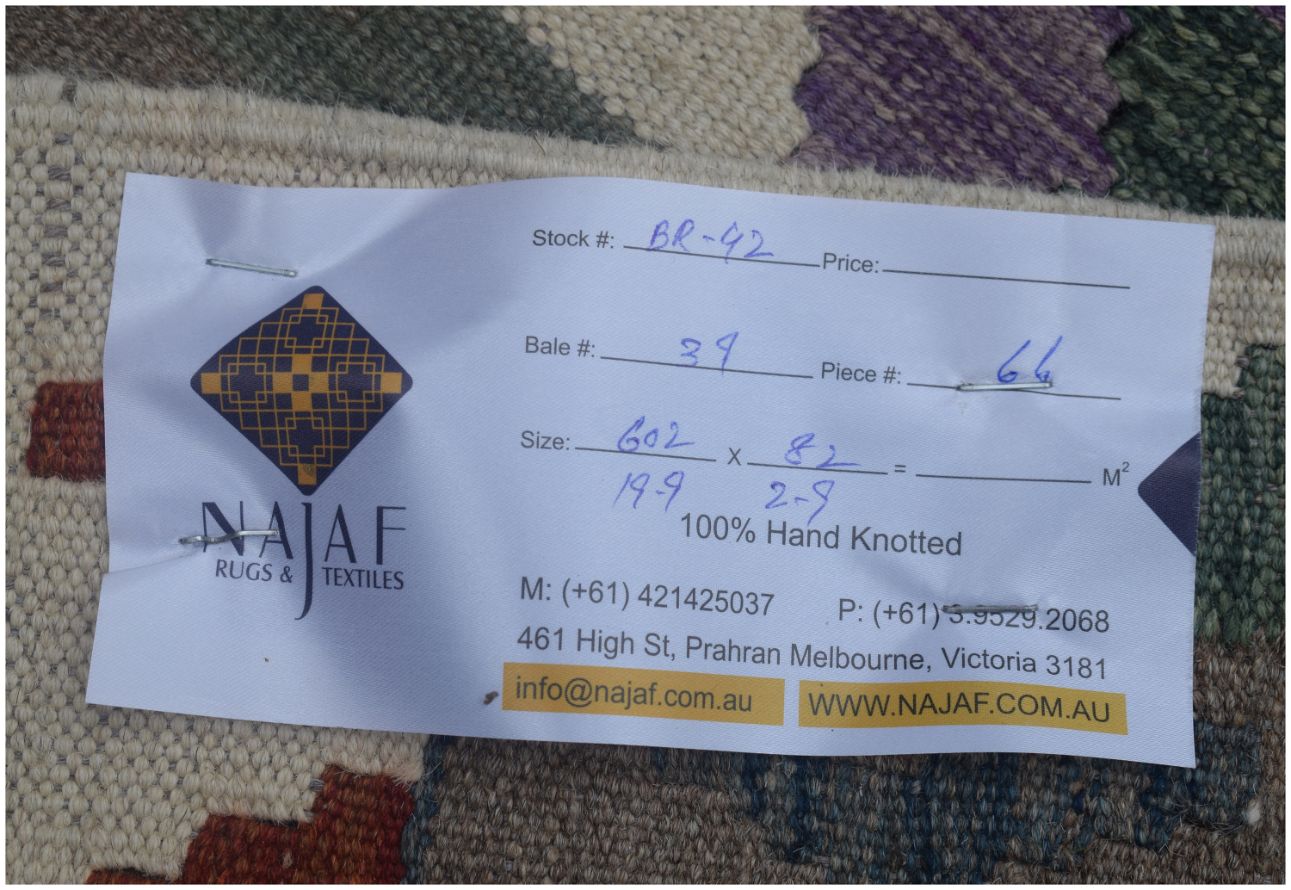 Stock #: BR-42 Price:
Bale #: 39 Piece #: 66
Size: 602 x 82 = M²
19-9 2-9
100% Hand Knotted
NAJAF
RUGS & TEXTILES
M: (+61) 421425037 P: (+61) 3.9529.2068
461 High St, Prahran Melbourne, Victoria 3181
info@najaf.com.au WWW.NAJAF.COM.AU